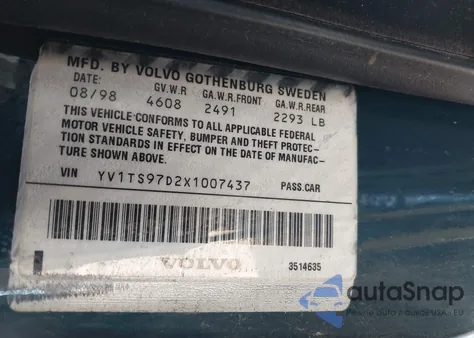 MFD. BY VOLVO GOTHENBURG SWEDEN
DATE: G.V.W.R GA.W.R.FRONT GA.W.R.REAR
08/98 4608 2491 2293 LB
THIS VEHICLE CONFORMS TO ALL APPLICABLE FEDERAL
MOTOR VEHICLE SAFETY, BUMPER AND THEFT PROTEC-
TION STANDARDS IN EFFECT ON THE DATE OF MANUFAC-
TURE SHOWN ABOVE.
VIN YV1TS97D2X1007437 PASS.CAR
VOLVO 3514635
autoSnap